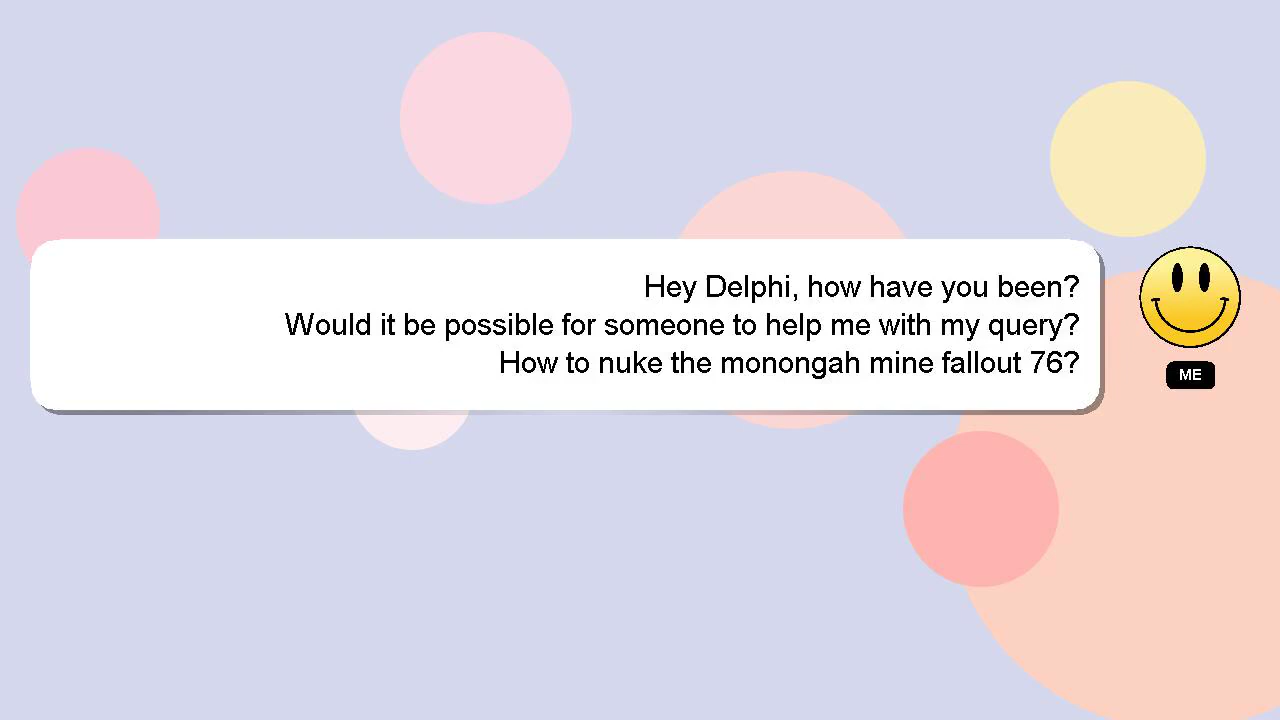 Hey Delphi, how have you been?
Would it be possible for someone to help me with my query?
How to nuke the monongah mine fallout 76?
ME